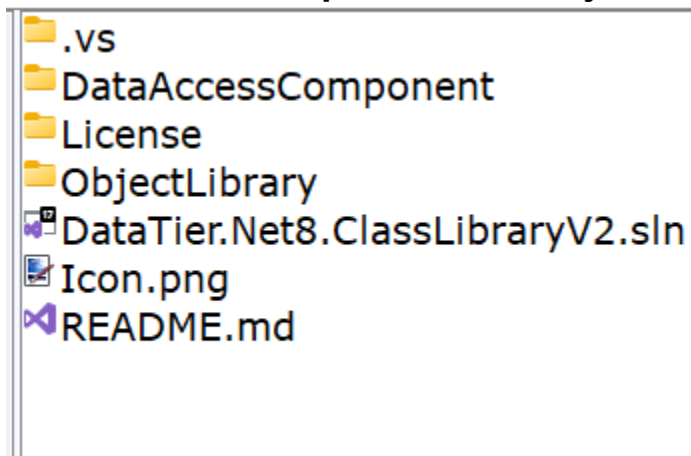 .vs
DataAccessComponent
License
ObjectLibrary
DataTier.Net8.ClassLibraryV2.sln
Icon.png
README.md